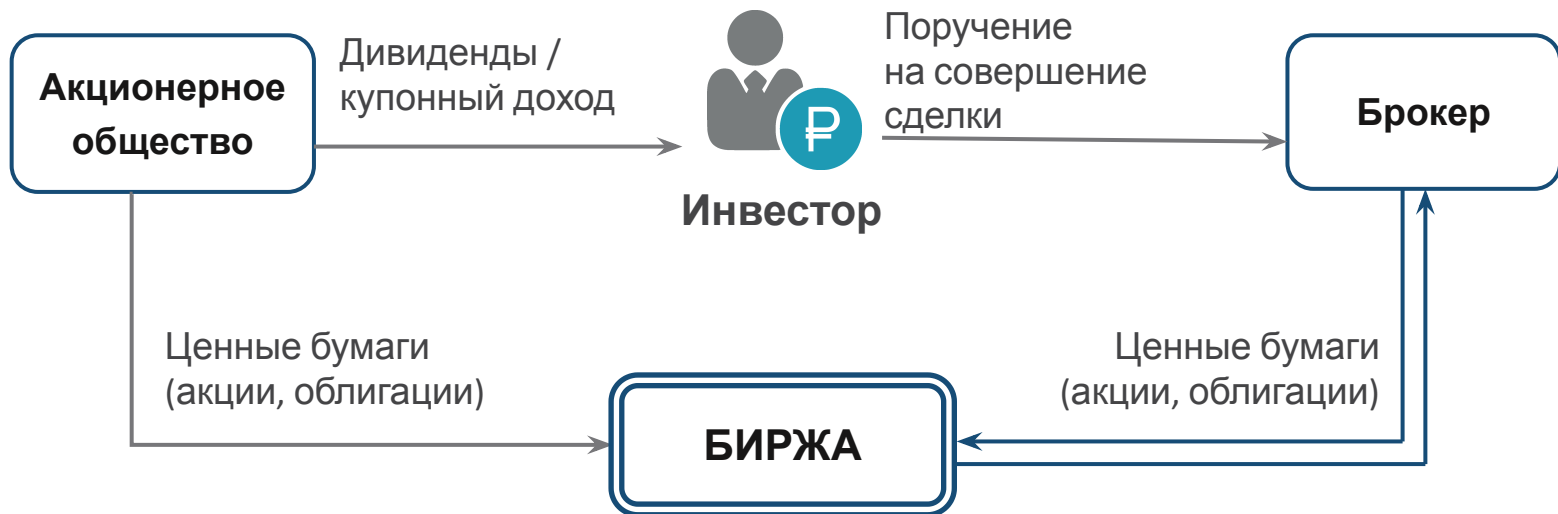 Акционерное
общество
Дивиденды /
купонный доход
₽
Инвестор
Поручение
на совершение
сделки
Брокер
Ценные бумаги
(акции, облигации)
БИРЖА
Ценные бумаги
(акции, облигации)